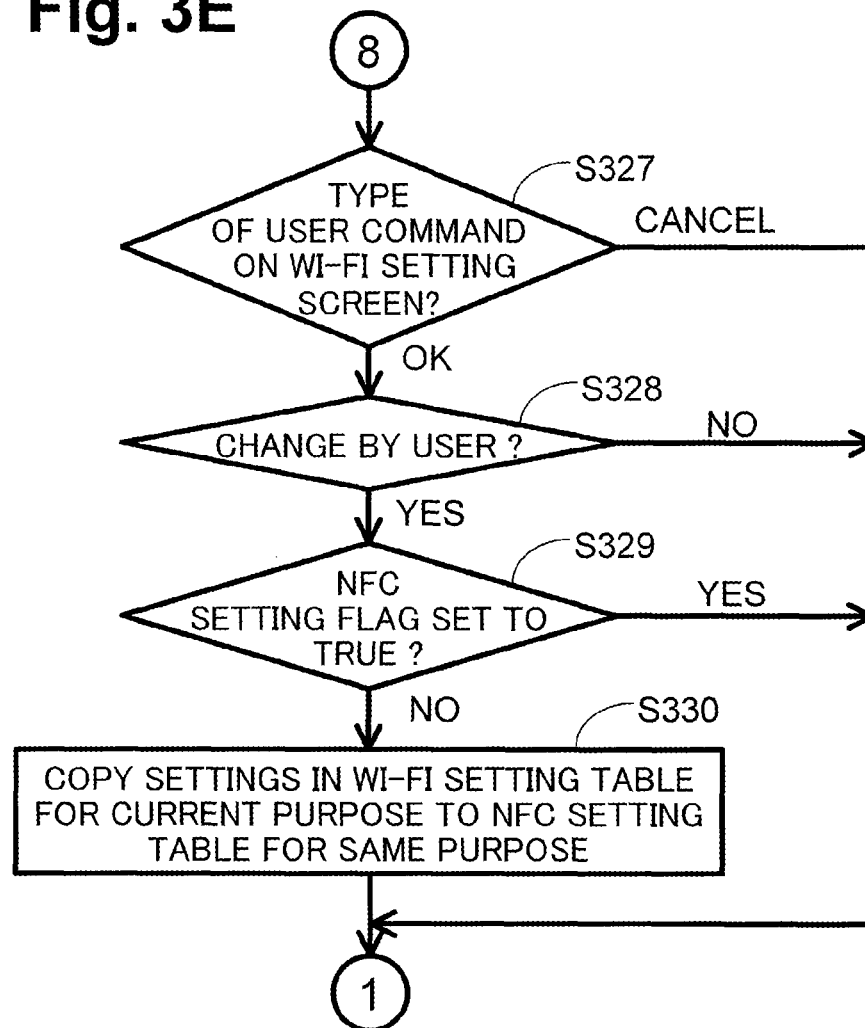 Fig. 3E
8
S327
TYPE
OF USER COMMAND
ON WI-FI SETTING
SCREEN?
CANCEL
OK
S328
CHANGE BY USER ?
NO
YES
S329
NFC
SETTING FLAG SET TO
TRUE ?
YES
NO
S330
COPY SETTINGS IN WI-FI SETTING TABLE
FOR CURRENT PURPOSE TO NFC SETTING
TABLE FOR SAME PURPOSE
1